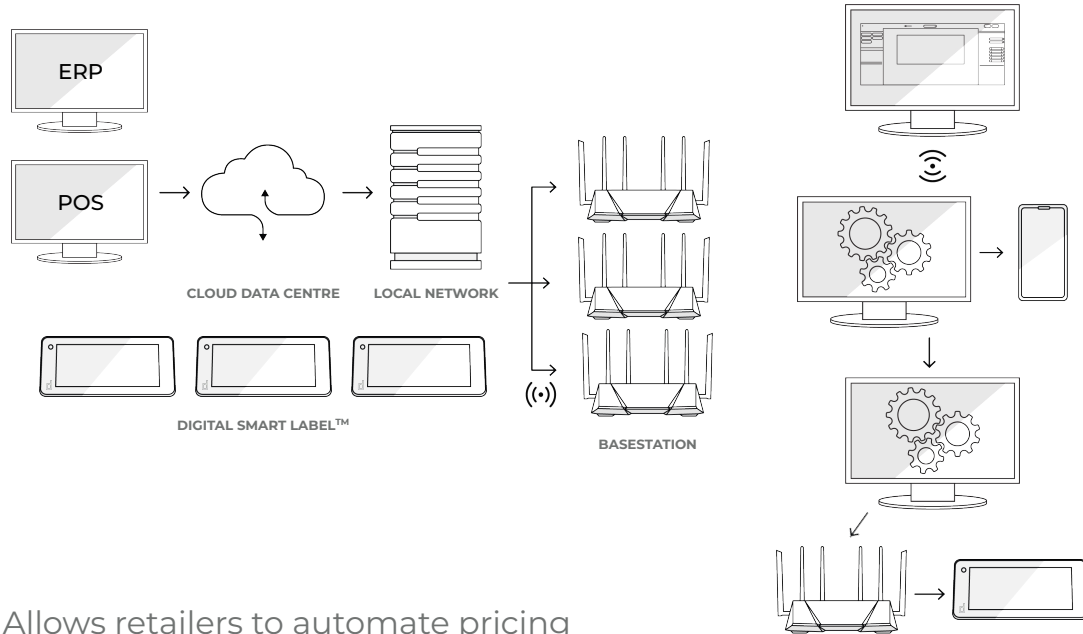 ERP
POS
CLOUD DATA CENTRE
LOCAL NETWORK
DIGITAL SMART LABEL™
BASESTATION
Allows retailers to automate pricing